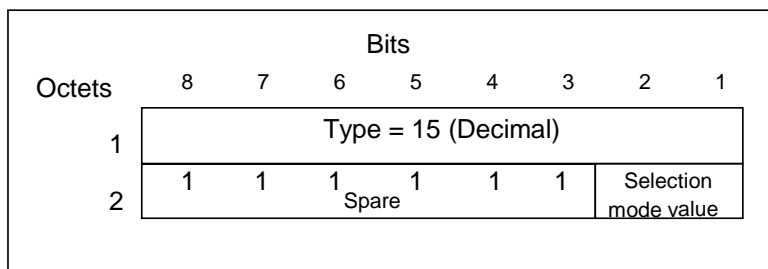 Bits
Octets 8 7 6 5 4 3 2 1
1 Type = 15 (Decimal)
1 1 1 1 1 1 Selection
2 Spare mode value